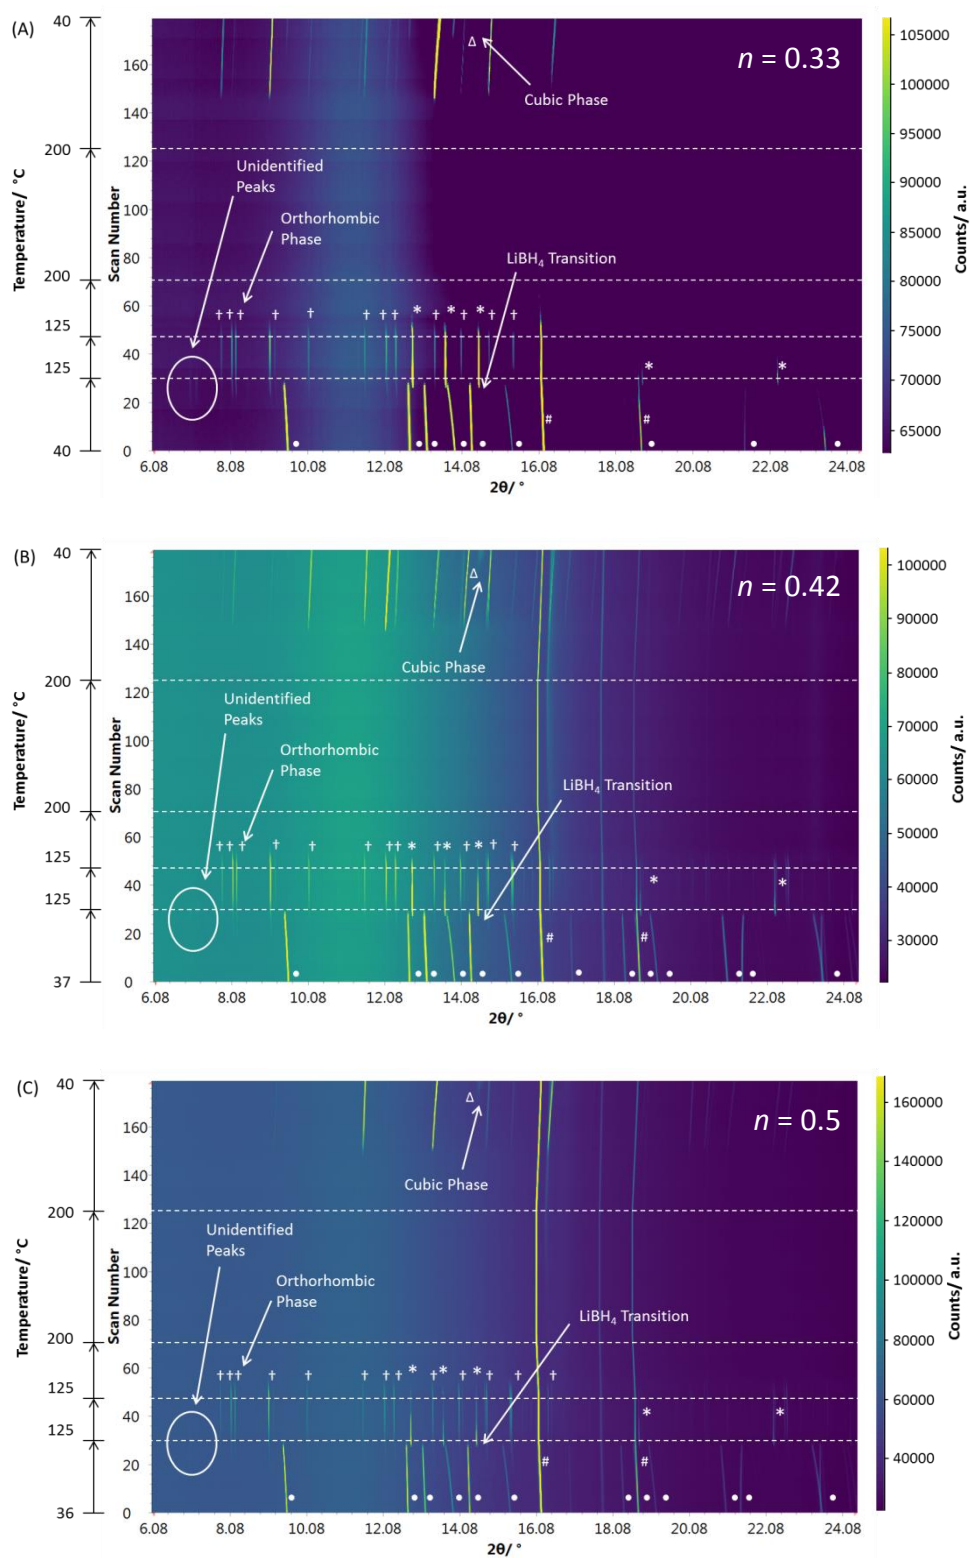 (A)
n = 0.33
Temperature/ °C
40
200
200
125
125
40
Scan Number
160
140
120
100
80
60
40
20
0
Δ
Cubic Phase
Unidentified
Peaks
Orthorhombic
Phase
LiBH₄ Transition
† † † † † † † † * † * † * † †
* *
# #
● ● ● ● ● ● ● ● ●
6.08 8.08 10.08 12.08 14.08 16.08 18.08 20.08 22.08 24.08
2θ/ °
105000
100000
95000
90000
85000
80000
75000
70000
65000
Counts/ a.u.
(B)
n = 0.42
Temperature/ °C
40
200
200
125
125
37
Scan Number
160
140
120
100
80
60
40
20
0
Δ
Cubic Phase
Unidentified
Peaks
Orthorhombic
Phase
LiBH₄ Transition
† † † † † † † † * † * † * † †
* *
# #
● ● ● ● ● ● ● ● ● ● ● ● ●
6.08 8.08 10.08 12.08 14.08 16.08 18.08 20.08 22.08 24.08
2θ/ °
100000
90000
80000
70000
60000
50000
40000
30000
Counts/ a.u.
(C)
n = 0.5
Temperature/ °C
40
200
200
125
125
36
Scan Number
160
140
120
100
80
60
40
20
0
Δ
Cubic Phase
Unidentified
Peaks
Orthorhombic
Phase
LiBH₄ Transition
† † † † † † † † * † * † * † † †
* *
# #
● ● ● ● ● ● ● ● ● ● ● ●
6.08 8.08 10.08 12.08 14.08 16.08 18.08 20.08 22.08 24.08
2θ/ °
160000
140000
120000
100000
80000
60000
40000
Counts/ a.u.